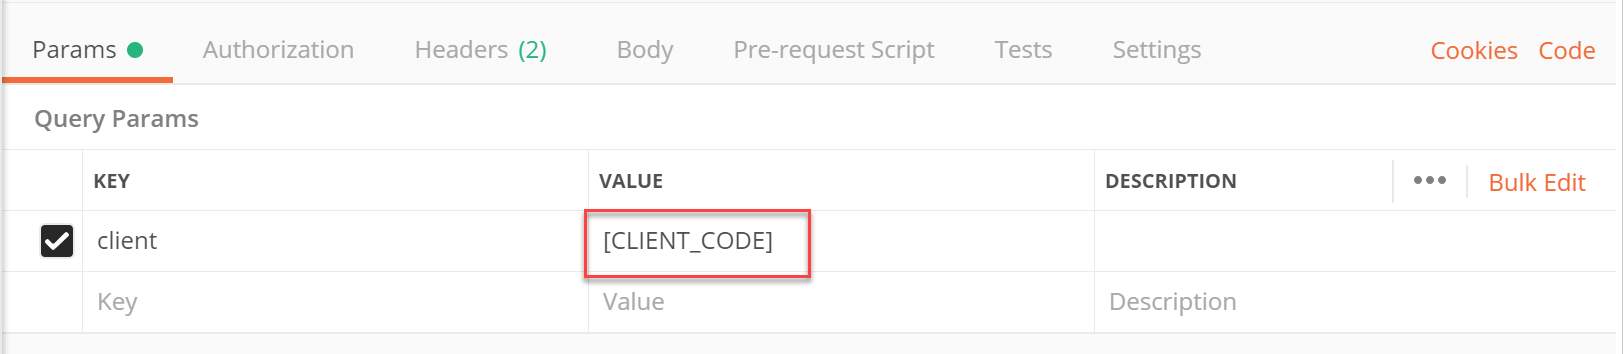 Params Authorization Headers (2) Body Pre-request Script Tests Settings Cookies Code
Query Params
KEY VALUE DESCRIPTION ••• Bulk Edit
client [CLIENT_CODE]
Key Value Description